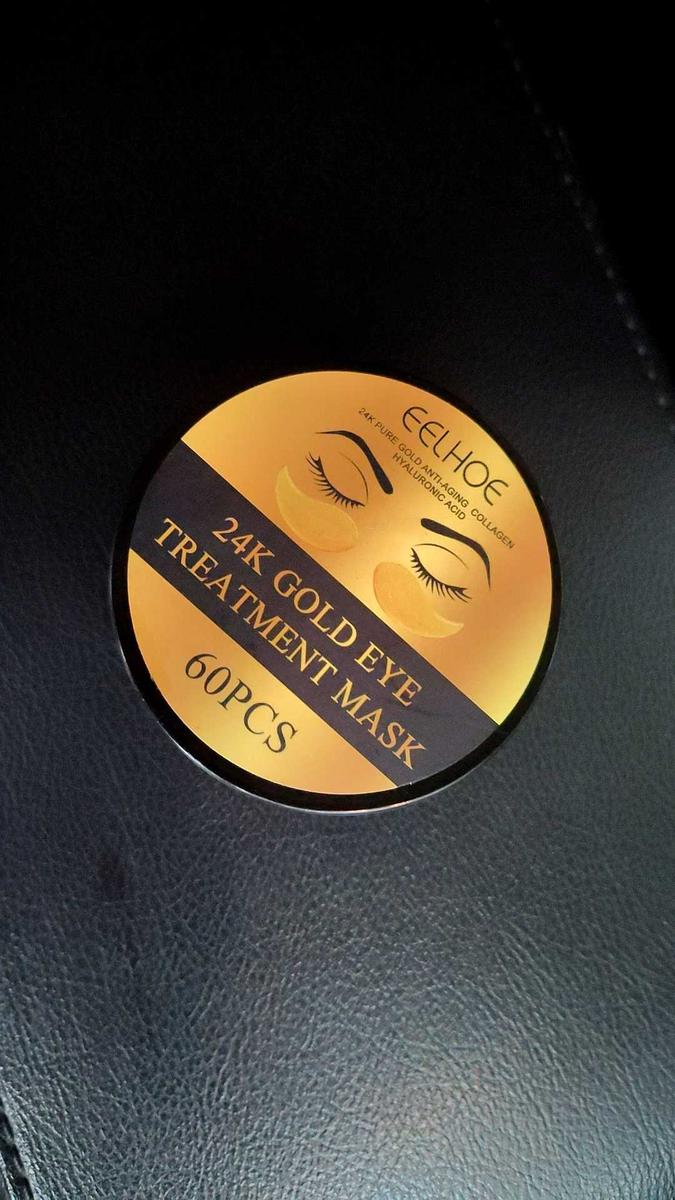 EELHOE
24K PURE GOLD ANTI-AGING COLLAGEN
HYALURONIC ACID
24K GOLD EYE
TREATMENT MASK
60PCS